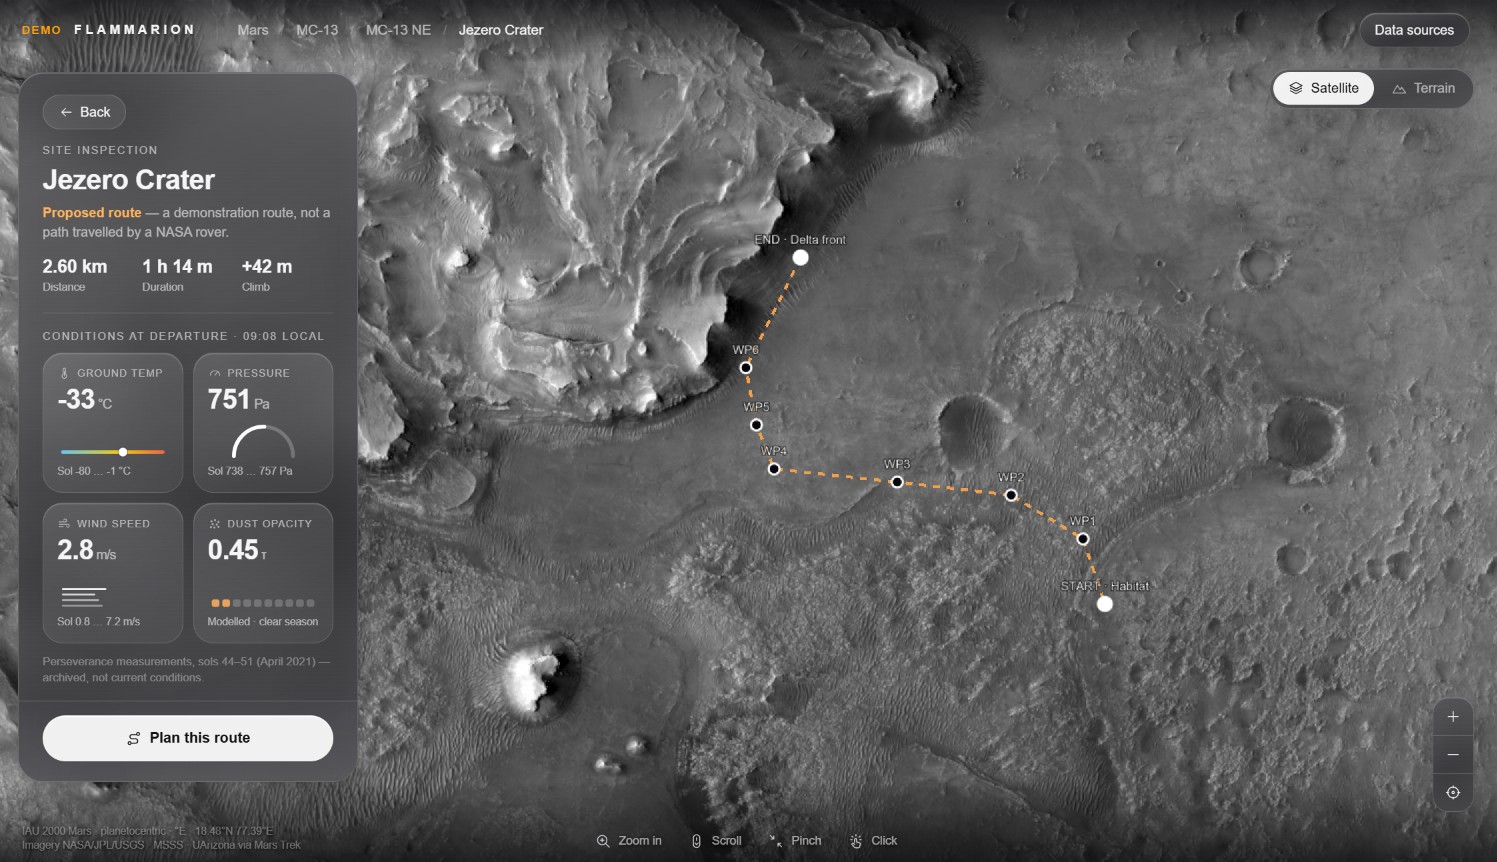 DEMO FLAMMARION Mars / MC-13 / MC-13 NE / Jezero Crater
Data sources
Satellite Terrain
← Back
SITE INSPECTION
Jezero Crater
Proposed route — a demonstration route, not a
path travelled by a NASA rover.
2.60 km 1 h 14 m +42 m
Distance Duration Climb
CONDITIONS AT DEPARTURE · 09:08 LOCAL
GROUND TEMP
-33 °C
Sol -80 ... -1 °C
PRESSURE
751 Pa
Sol 738 ... 757 Pa
WIND SPEED
2.8 m/s
Sol 0.8 ... 7.2 m/s
DUST OPACITY
0.45 τ
Modelled · clear season
Perseverance measurements, sols 44–51 (April 2021) —
archived, not current conditions.
Plan this route
END · Delta front
WP6
WP5
WP4
WP3
WP2
WP1
START · Habitat
IAU 2000 Mars · planetocentric · °E · 18.48°N 77.39°E
Imagery NASA/JPL/USGS · MSSS · UArizona via Mars Trek
Zoom in Scroll Pinch Click